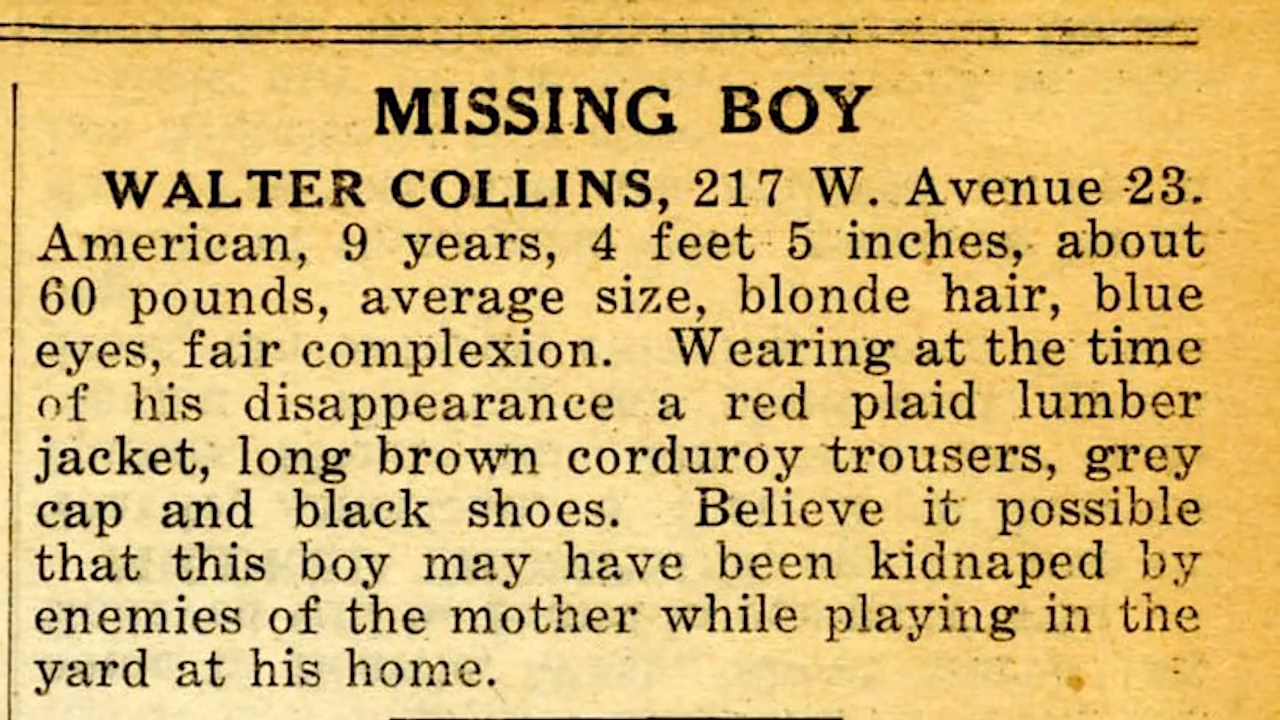 MISSING BOY
WALTER COLLINS, 217 W. Avenue 23.
American, 9 years, 4 feet 5 inches, about
60 pounds, average size, blonde hair, blue
eyes, fair complexion. Wearing at the time
of his disappearance a red plaid lumber
jacket, long brown corduroy trousers, grey
cap and black shoes. Believe it possible
that this boy may have been kidnaped by
enemies of the mother while playing in the
yard at his home.